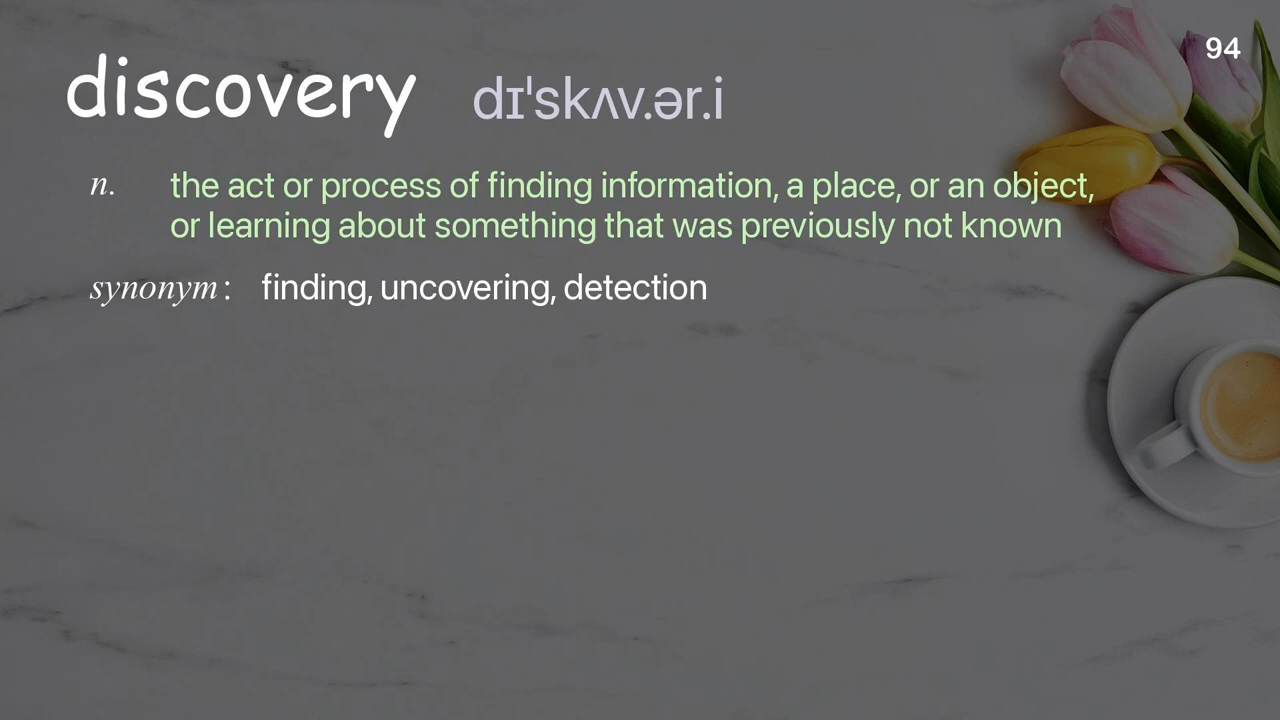 94
discovery dɪˈskʌv.ər.i
n. the act or process of finding information, a place, or an object,
or learning about something that was previously not known
synonym: finding, uncovering, detection